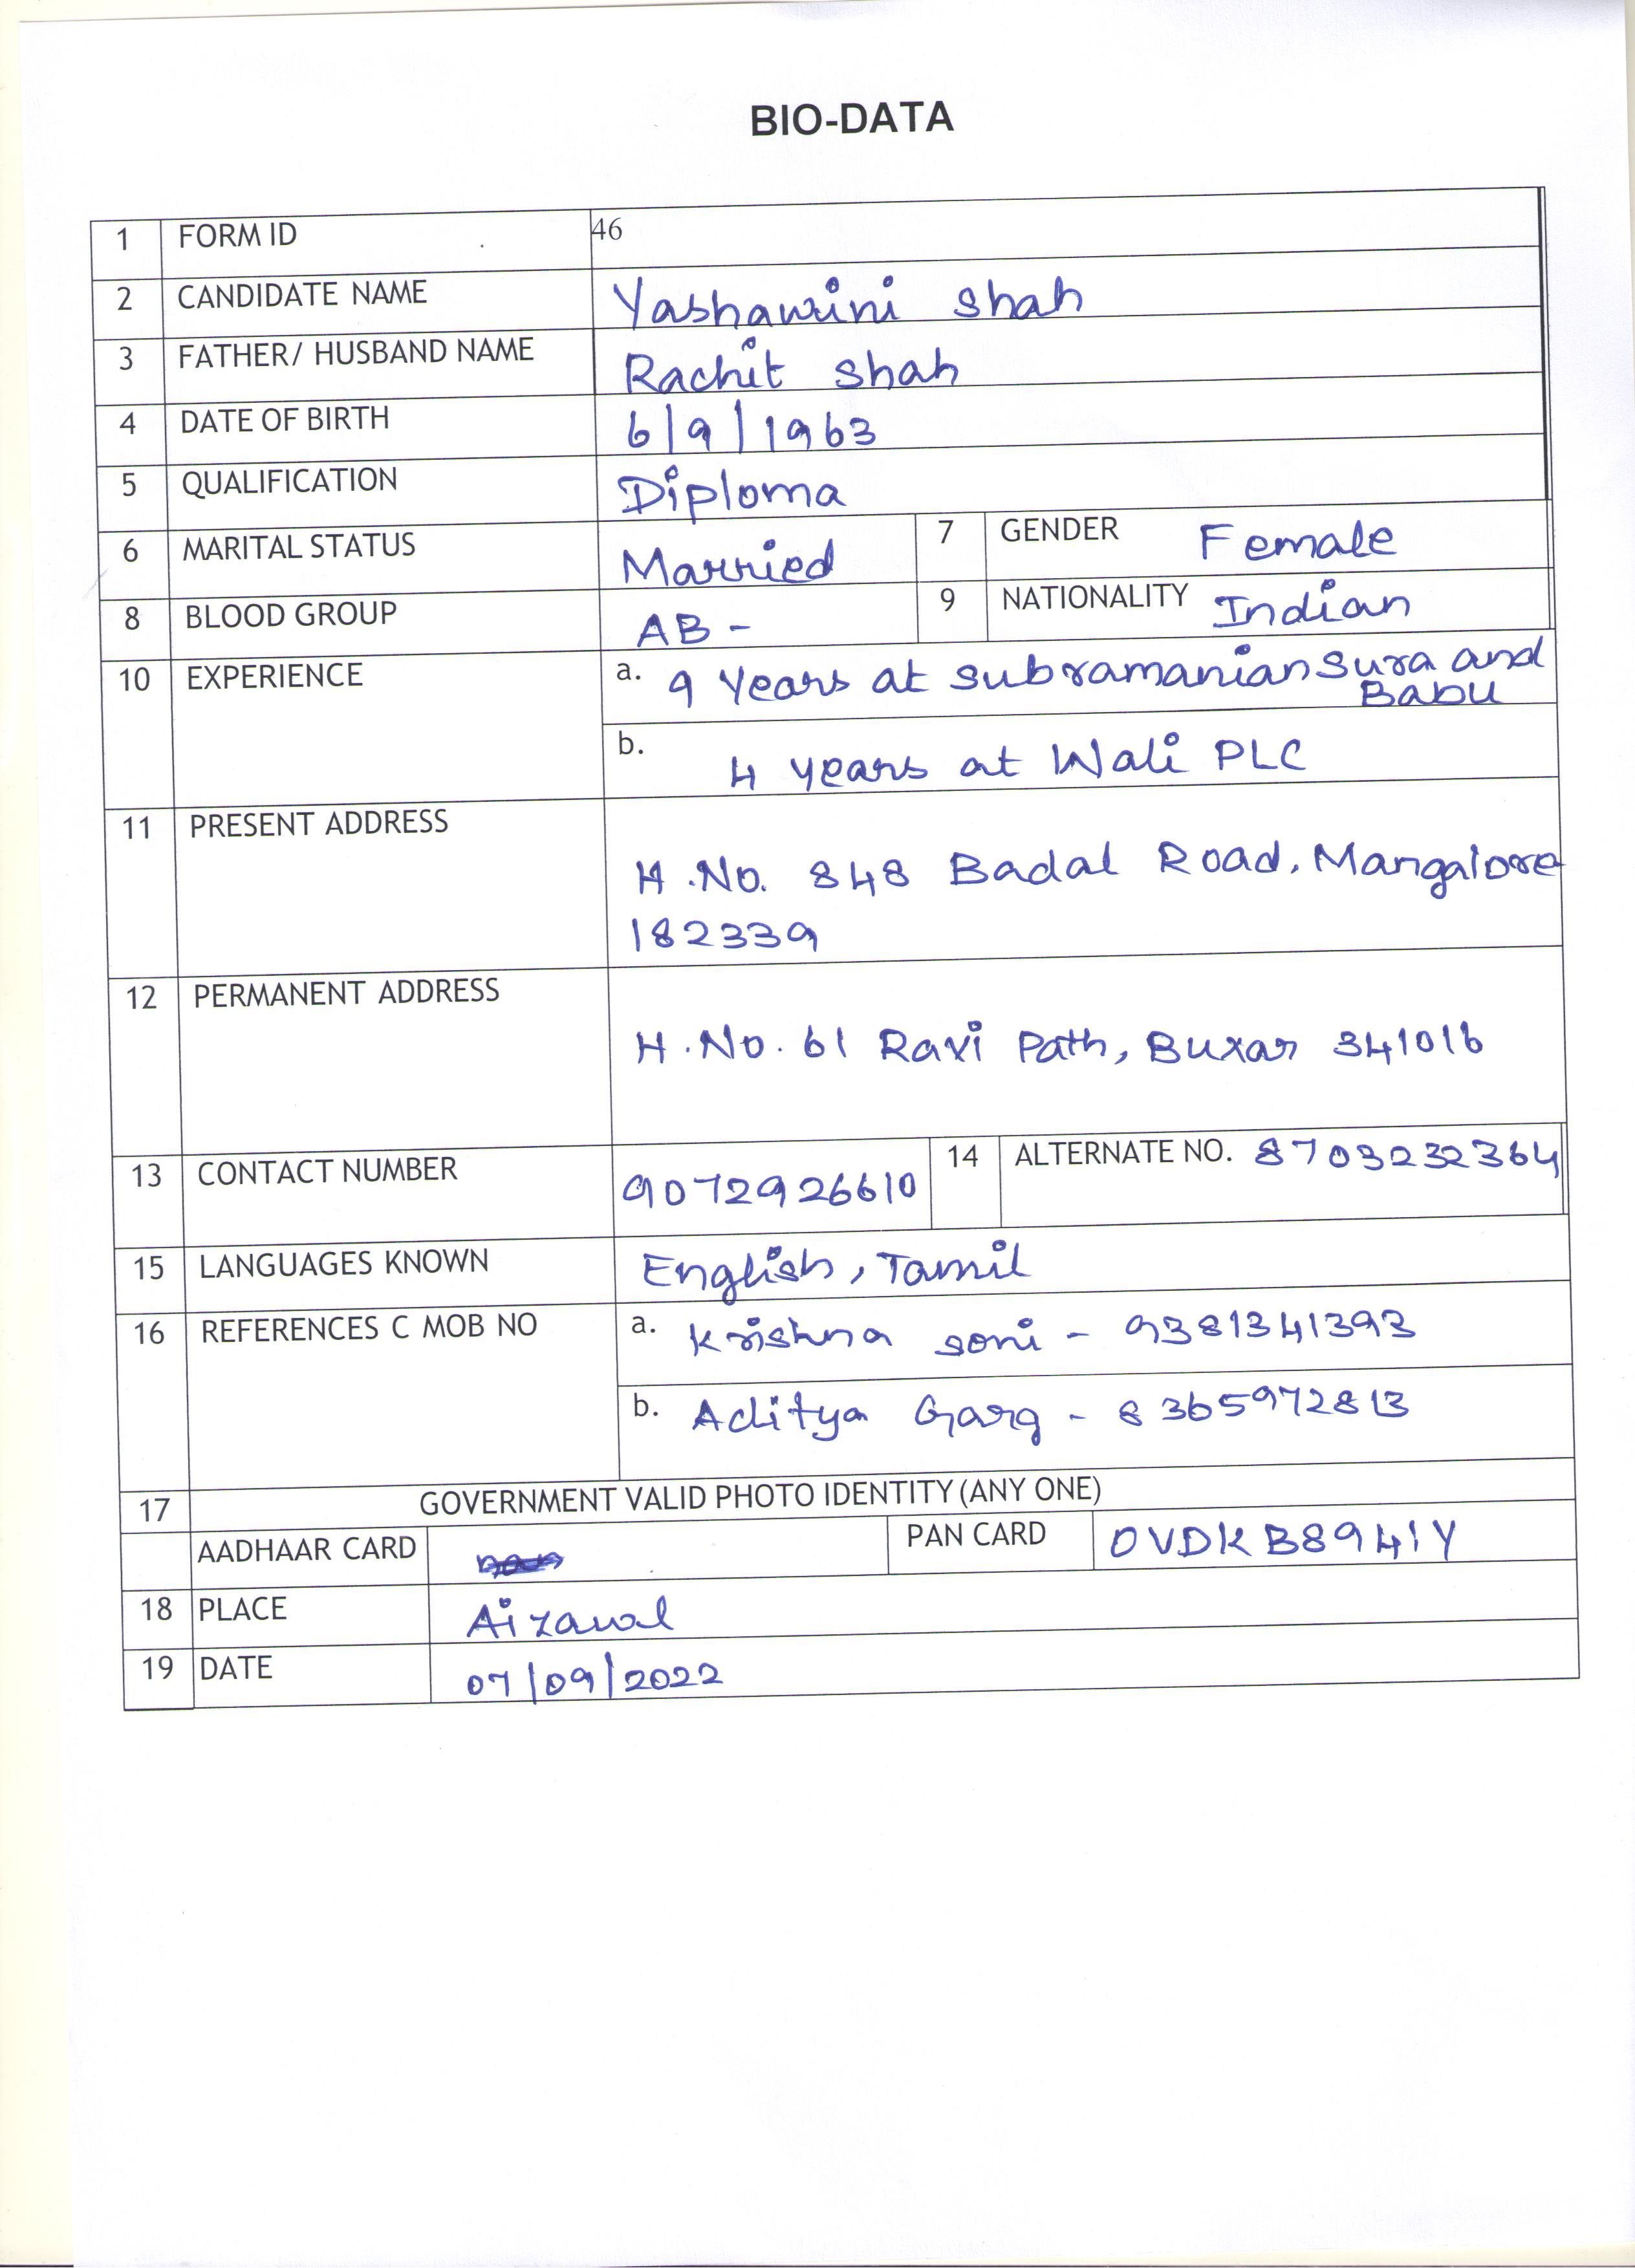 BIO-DATA
1 FORM ID 46
2 CANDIDATE NAME Yashawini Shah
3 FATHER/ HUSBAND NAME Rachit Shah
4 DATE OF BIRTH 6/9/1963
5 QUALIFICATION Diploma
6 MARITAL STATUS Married 7 GENDER Female
8 BLOOD GROUP AB - 9 NATIONALITY Indian
10 EXPERIENCE a. 9 Years at Subramanian Sura and
Babu
b. 4 years at Wali PLC
11 PRESENT ADDRESS
H.No. 848 Badal Road, Mangalore
182339
12 PERMANENT ADDRESS
H.No. 61 Ravi Path, Buxar 341016
13 CONTACT NUMBER 9072926610 14 ALTERNATE NO. 8703232364
15 LANGUAGES KNOWN English, Tamil
16 REFERENCES C MOB NO a. Krishna soni - 9381341393
b. Aditya Garg - 8365972813
17 GOVERNMENT VALID PHOTO IDENTITY (ANY ONE)
AADHAAR CARD PAN CARD OVDKB8941Y
18 PLACE Aizawal
19 DATE 07/09/2022